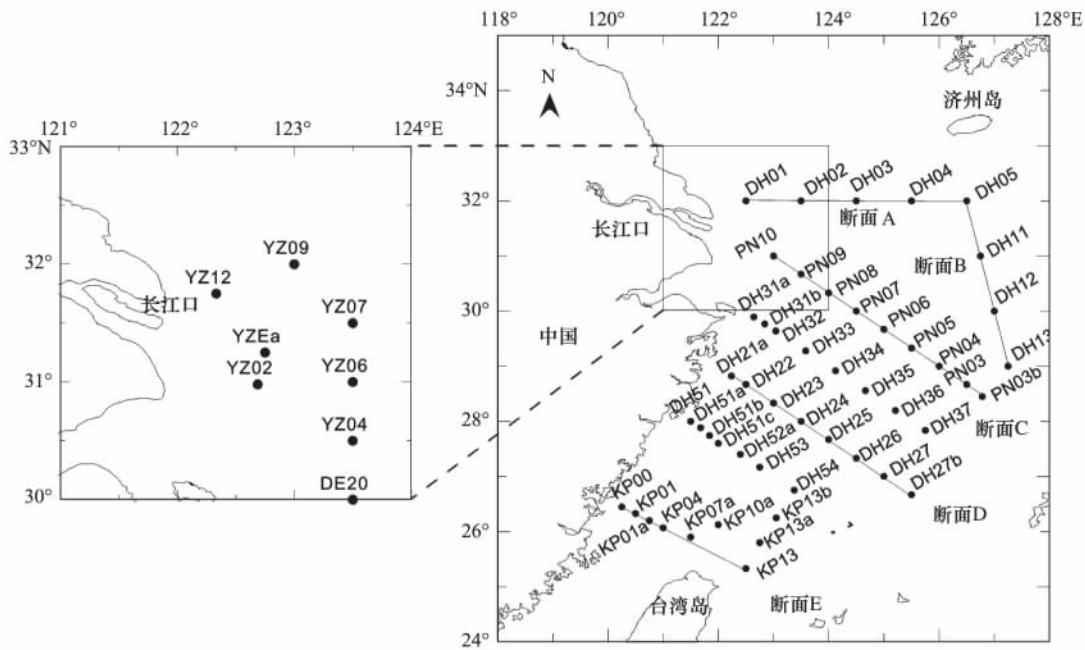 121°
122°
123°
124°E
33°N
32°
31°
30°
YZ09
YZ12
长江口
YZ07
YZEa
YZ02
YZ06
YZ04
DE20
118°
120°
122°
124°
126°
128°E
34°N
32°
30°
28°
26°
24°
N
济州岛
DH01
DH02
DH03
DH04
DH05
断面A
长江口
PN10
断面B
DH11
PN09
DH31a
DH31b
PN08
DH12
DH32
PN07
中国
DH33
PN06
DH21a
DH22
DH34
PN05
PN04
DH13
DH51
DH51a
DH23
DH35
PN03
PN03b
DH51b
DH51c
DH24
DH36
断面C
DH52a
DH25
DH37
DH53
DH26
KP00
DH54
DH27
DH27b
KP01
KP04
KP07a
KP10a
KP13b
断面D
KP01a
KP13a
KP13
台湾岛
断面E